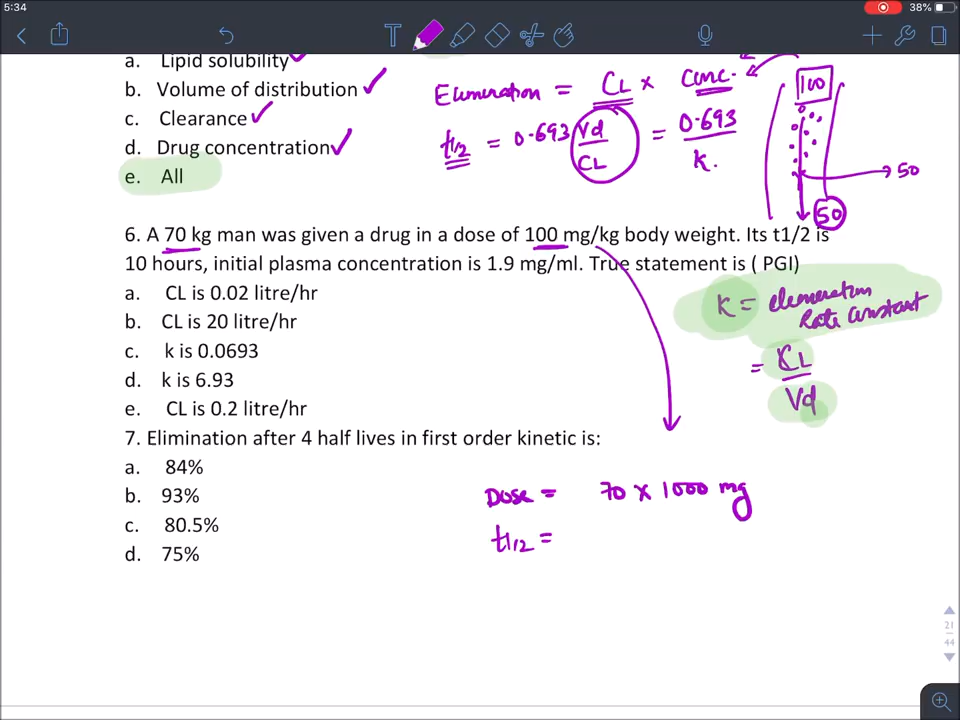 5:34
38%
a. Lipid solubility
b. Volume of distribution
c. Clearance
d. Drug concentration
e. All
Elimination = CL x Conc.
t1/2 = 0.693 Vd/CL = 0.693/K.
100
50
50
6. A 70 kg man was given a drug in a dose of 100 mg/kg body weight. Its t1/2 is
10 hours, initial plasma concentration is 1.9 mg/ml. True statement is ( PGI)
a. CL is 0.02 litre/hr
b. CL is 20 litre/hr
c. k is 0.0693
d. k is 6.93
e. CL is 0.2 litre/hr
K = elimination
Rate Constant
= CL
Vd
7. Elimination after 4 half lives in first order kinetic is:
a. 84%
b. 93%
c. 80.5%
d. 75%
Dose = 70 x 1000 mg
t1/2 =
21
44